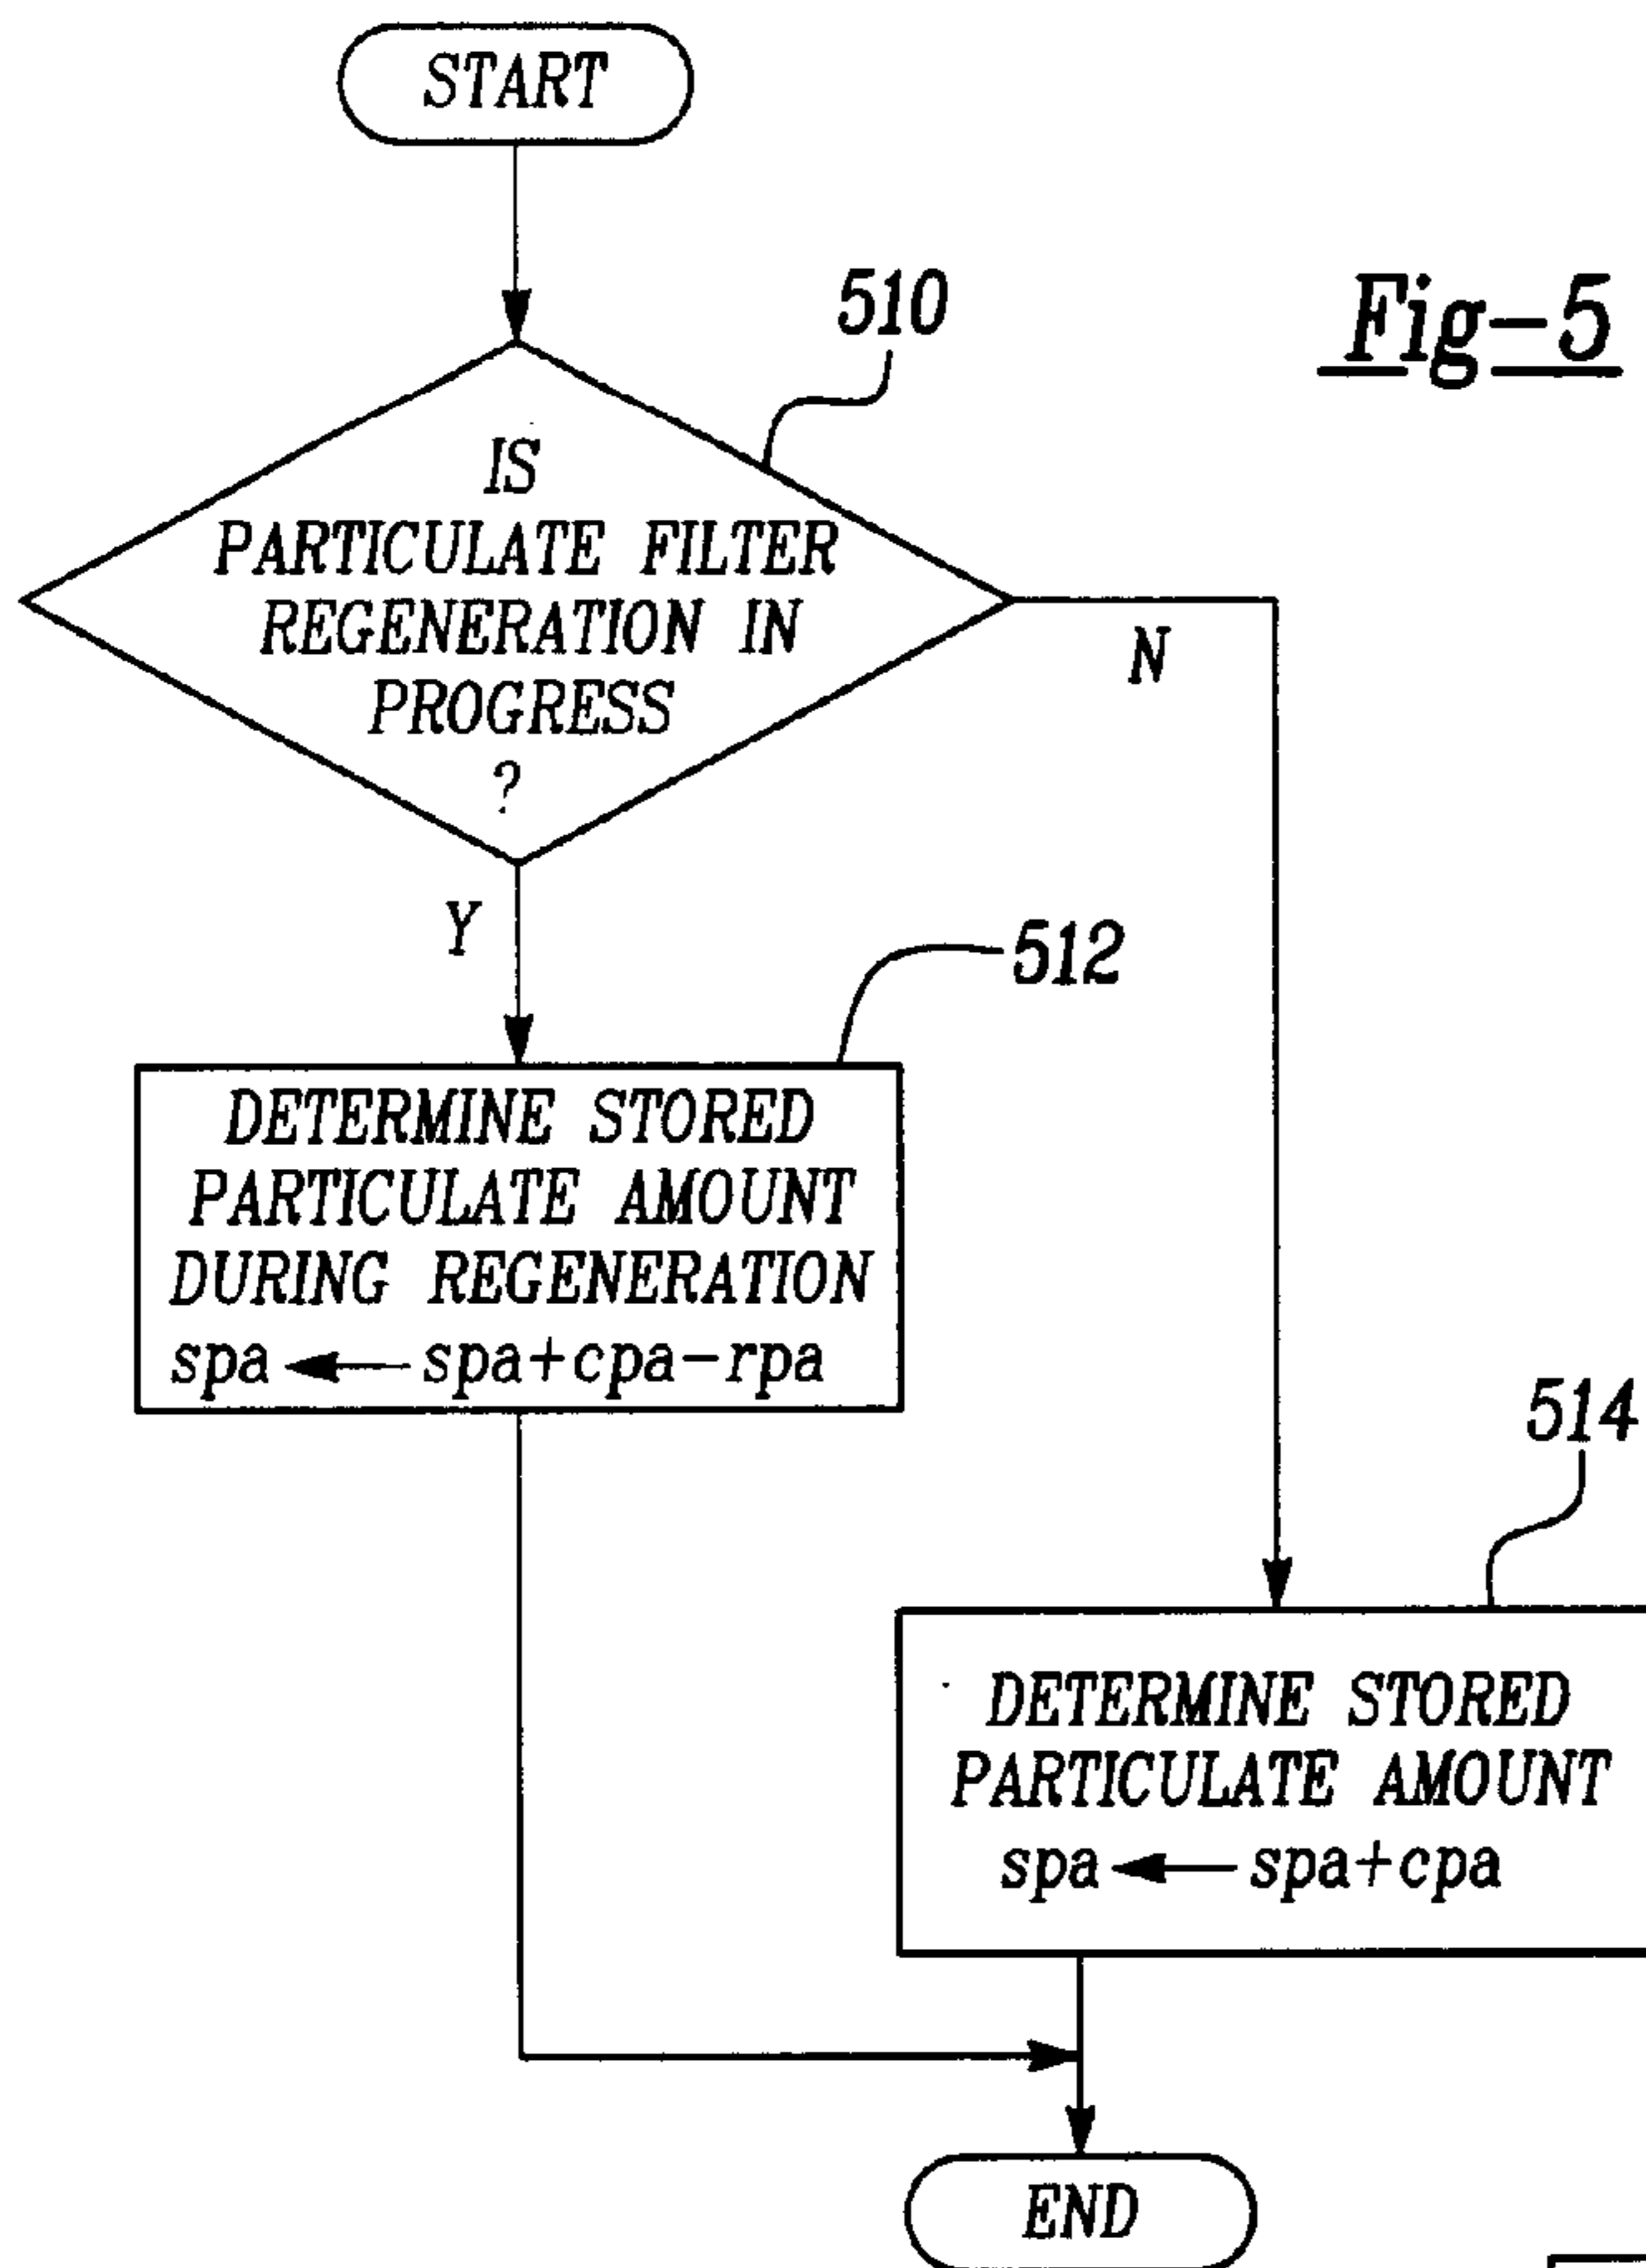 START
510
Fig-5
IS
PARTICULATE FILTER
REGENERATION IN
PROGRESS
?
N
Y
512
DETERMINE STORED
PARTICULATE AMOUNT
DURING REGENERATION
spa ← spa+cpa-rpa
514
DETERMINE STORED
PARTICULATE AMOUNT
spa ← spa+cpa
END